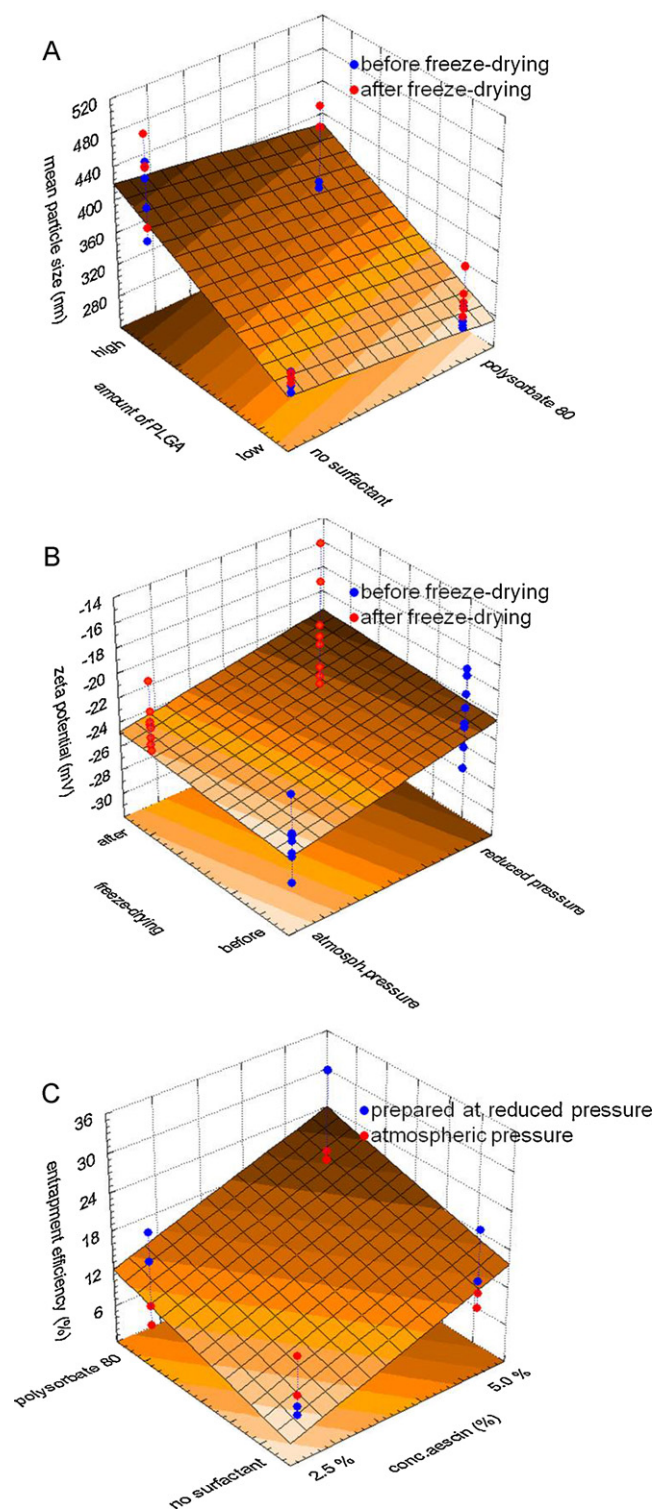 A
before freeze-drying
after freeze-drying
520
480
440
400
360
320
280
mean particle size (nm)
high
amount of PLGA
low
no surfactant
polysorbate 80
B
before freeze-drying
after freeze-drying
-14
-16
-18
-20
-22
-24
-26
-28
-30
zeta potential (mV)
after
freeze-drying
before
atmosph.pressure
reduced pressure
C
prepared at reduced pressure
atmospheric pressure
36
30
24
18
12
6
entrapment efficiency (%)
polysorbate 80
no surfactant
2.5 %
conc.aescin (%)
5.0 %